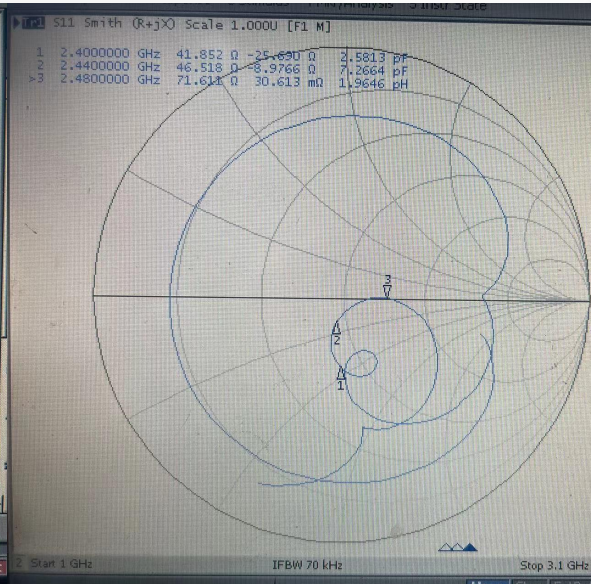 Tr1 S11 Smith (R+jX) Scale 1.000U [F1 M]
1 2.4000000 GHz 41.852 Ω -25.690 Ω 2.5813 pF
2 2.4400000 GHz 46.518 Ω -8.9766 Ω 7.2664 pF
>3 2.4800000 GHz 71.611 Ω 30.613 mΩ 1.9646 pH
3
2
1
2 Start 1 GHz IFBW 70 kHz Stop 3.1 GHz